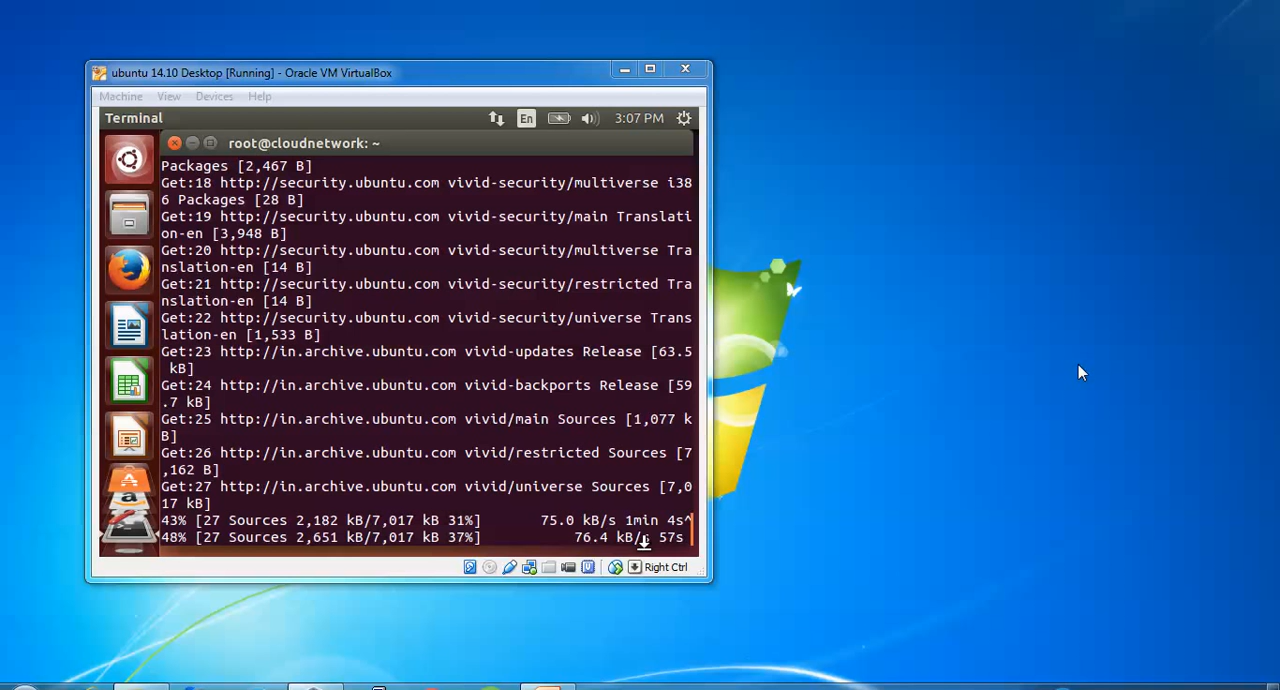 ubuntu 14.10 Desktop [Running] - Oracle VM VirtualBox
Machine View Devices Help
Terminal En 3:07 PM
root@cloudnetwork: ~
Packages [2,467 B]
Get:18 http://security.ubuntu.com vivid-security/multiverse i38
6 Packages [28 B]
Get:19 http://security.ubuntu.com vivid-security/main Translati
on-en [3,948 B]
Get:20 http://security.ubuntu.com vivid-security/multiverse Tra
nslation-en [14 B]
Get:21 http://security.ubuntu.com vivid-security/restricted Tra
nslation-en [14 B]
Get:22 http://security.ubuntu.com vivid-security/universe Trans
lation-en [1,533 B]
Get:23 http://in.archive.ubuntu.com vivid-updates Release [63.5
kB]
Get:24 http://in.archive.ubuntu.com vivid-backports Release [59
.7 kB]
Get:25 http://in.archive.ubuntu.com vivid/main Sources [1,077 k
B]
Get:26 http://in.archive.ubuntu.com vivid/restricted Sources [7
,162 B]
Get:27 http://in.archive.ubuntu.com vivid/universe Sources [7,0
17 kB]
43% [27 Sources 2,182 kB/7,017 kB 31%] 75.0 kB/s 1min 4s^
48% [27 Sources 2,651 kB/7,017 kB 37%] 76.4 kB/s 57s
Right Ctrl